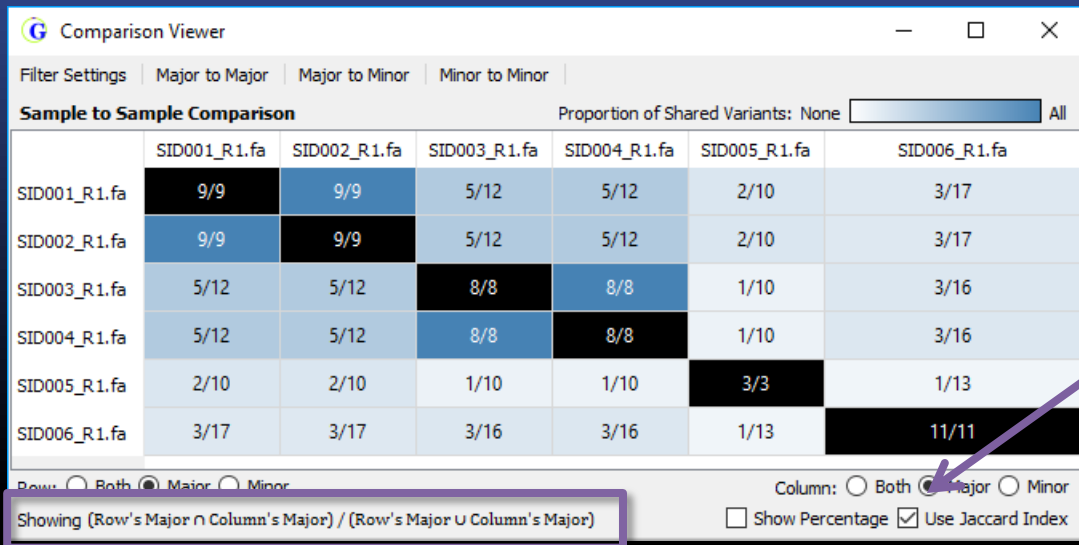 G Comparison Viewer
Filter Settings Major to Major Major to Minor Minor to Minor
Sample to Sample Comparison Proportion of Shared Variants: None All
SID001_R1.fa SID002_R1.fa SID003_R1.fa SID004_R1.fa SID005_R1.fa SID006_R1.fa
SID001_R1.fa 9/9 9/9 5/12 5/12 2/10 3/17
SID002_R1.fa 9/9 9/9 5/12 5/12 2/10 3/17
SID003_R1.fa 5/12 5/12 8/8 8/8 1/10 3/16
SID004_R1.fa 5/12 5/12 8/8 8/8 1/10 3/16
SID005_R1.fa 2/10 2/10 1/10 1/10 3/3 1/13
SID006_R1.fa 3/17 3/17 3/16 3/16 1/13 11/11
Row: Both Major Minor Column: Both Major Minor
Showing (Row's Major ∩ Column's Major) / (Row's Major ∪ Column's Major) Show Percentage Use Jaccard Index